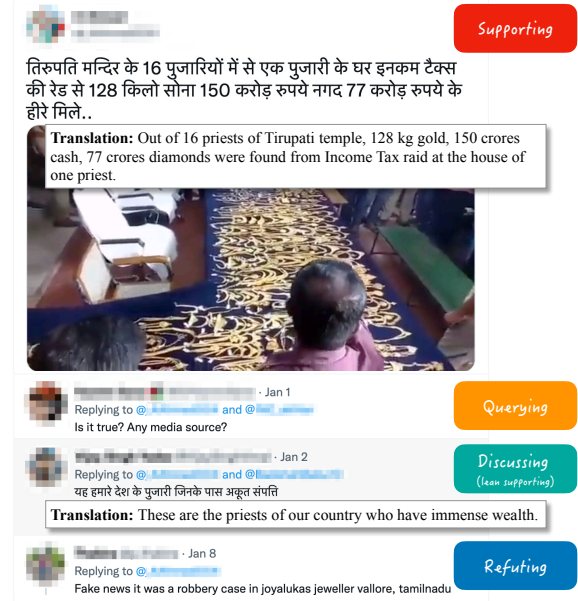 Supporting
तिरुपति मन्दिर के 16 पुजारियों में से एक पुजारी के घर इनकम टैक्स
की रेड से 128 किलो सोना 150 करोड़ रुपये नगद 77 करोड़ रुपये के
हीरे मिले..
Translation: Out of 16 priests of Tirupati temple, 128 kg gold, 150 crores
cash, 77 crores diamonds were found from Income Tax raid at the house of
one priest.
· Jan 1
Replying to @ and @
Is it true? Any media source?
Querying
· Jan 2
Replying to @ and @
यह हमारे देश के पुजारी जिनके पास अकूत संपत्ति
Discussing
(lean supporting)
Translation: These are the priests of our country who have immense wealth.
· Jan 8
Replying to @
Fake news it was a robbery case in joyalukas jeweller vallore, tamilnadu
Refuting